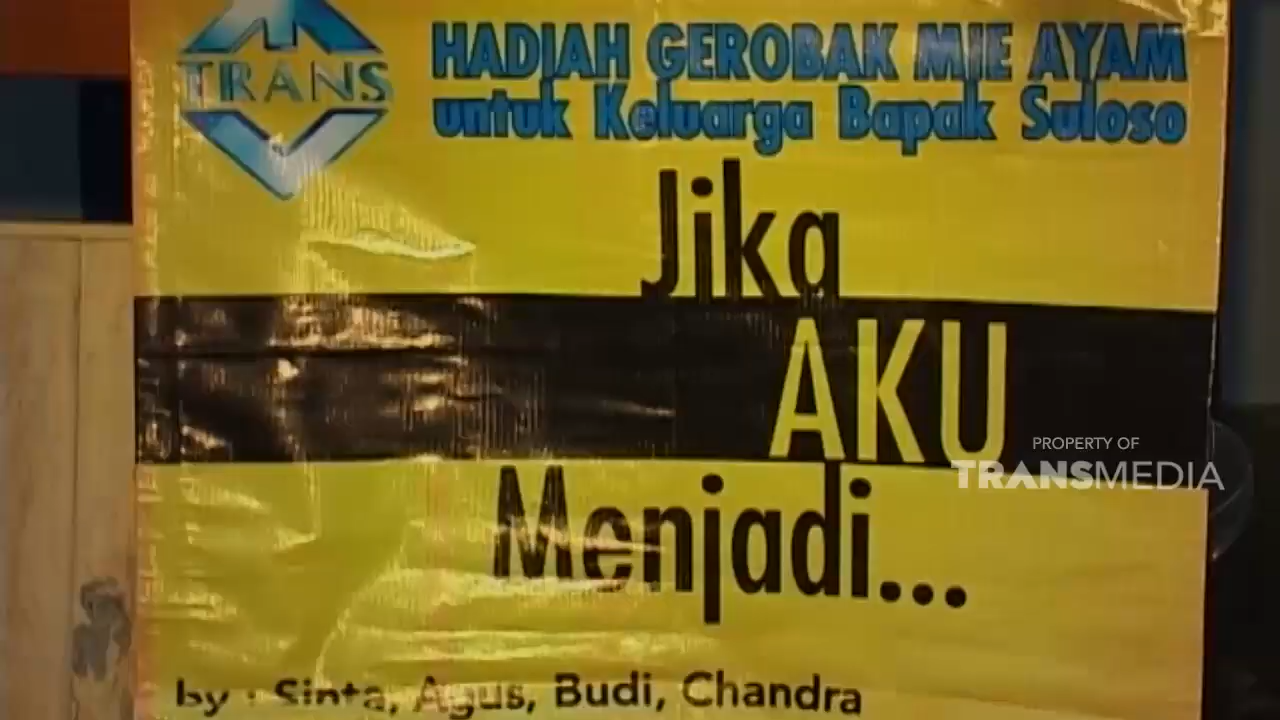 TRANS
HADIAH GEROBAK MIE AYAM
untuk Keluarga Bapak Suloso
Jika
AKU
Menjadi...
PROPERTY OF
TRANSMEDIA
by : Sinta, Agus, Budi, Chandra